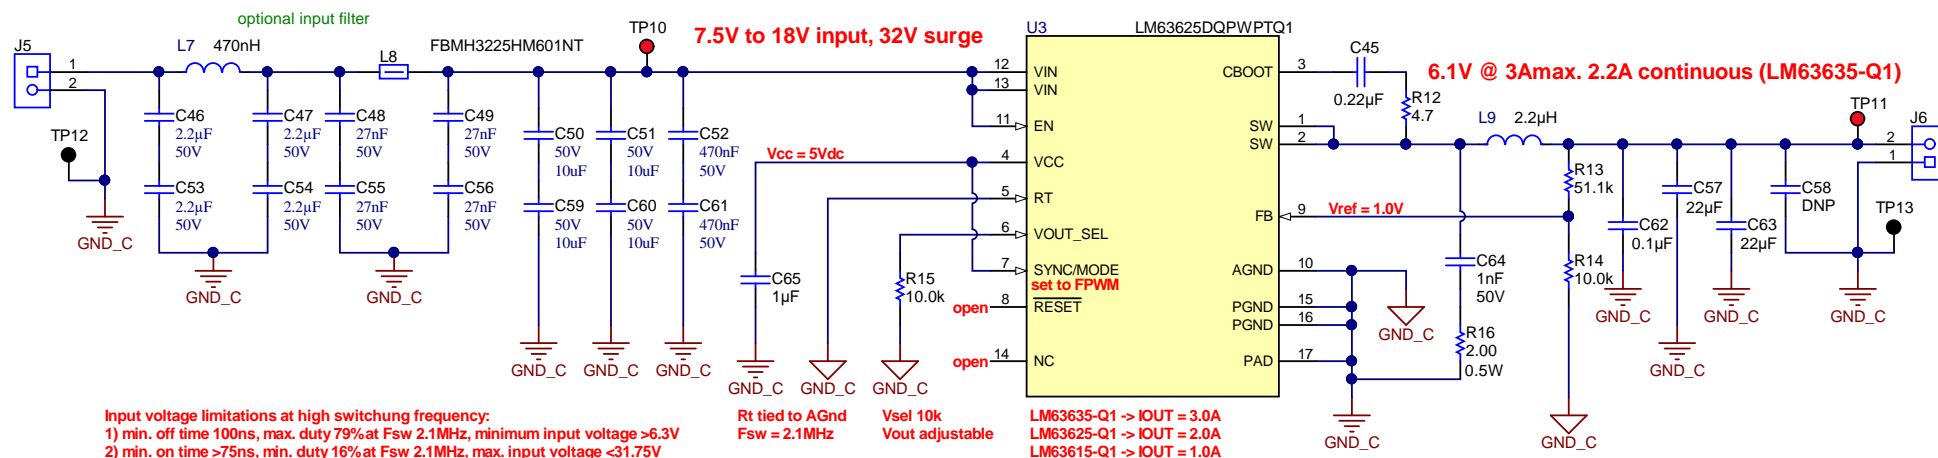 optional input filter
J5
1
2
L7
470nH
L8
FBMH3225HM601NT
TP10
7.5V to 18V input, 32V surge
TP12
GND_C
C46
2.2µF
50V
C53
2.2µF
50V
C47
2.2µF
50V
C54
2.2µF
50V
GND_C
C48
27nF
50V
C55
27nF
50V
C49
27nF
50V
C56
27nF
50V
GND_C
C50
50V
10uF
C59
50V
10uF
GND_C
C51
50V
10uF
C60
50V
10uF
GND_C
C52
470nF
50V
C61
470nF
50V
GND_C
Vcc = 5Vdc
C65
1µF
GND_C
GND_C
R15
10.0k
GND_C
open
open
U3
LM63625DQPWPTQ1
12
VIN
13
VIN
11
EN
4
VCC
5
RT
6
VOUT_SEL
7
SYNC/MODE
set to FPWM
8
RESET
14
NC
CBOOT
3
SW
1
SW
2
FB
9
AGND
10
PGND
15
PGND
16
PAD
17
C45
0.22µF
R12
4.7
6.1V @ 3Amax. 2.2A continuous (LM63635-Q1)
L9
2.2µH
Vref = 1.0V
GND_C
GND_C
C64
1nF
50V
R16
2.00
0.5W
R13
51.1k
R14
10.0k
GND_C
C62
0.1µF
GND_C
C57
22µF
GND_C
C63
22µF
GND_C
C58
DNP
TP11
TP13
GND_C
J6
2
1
Input voltage limitations at high switchung frequency:
1) min. off time 100ns, max. duty 79%at Fsw 2.1MHz, minimum input voltage >6.3V
2) min. on time >75ns, min. duty 16%at Fsw 2.1MHz, max. input voltage <31.75V
Rt tied to AGnd
Fsw = 2.1MHz
Vsel 10k
Vout adjustable
LM63635-Q1 -> IOUT = 3.0A
LM63625-Q1 -> IOUT = 2.0A
LM63615-Q1 -> IOUT = 1.0A